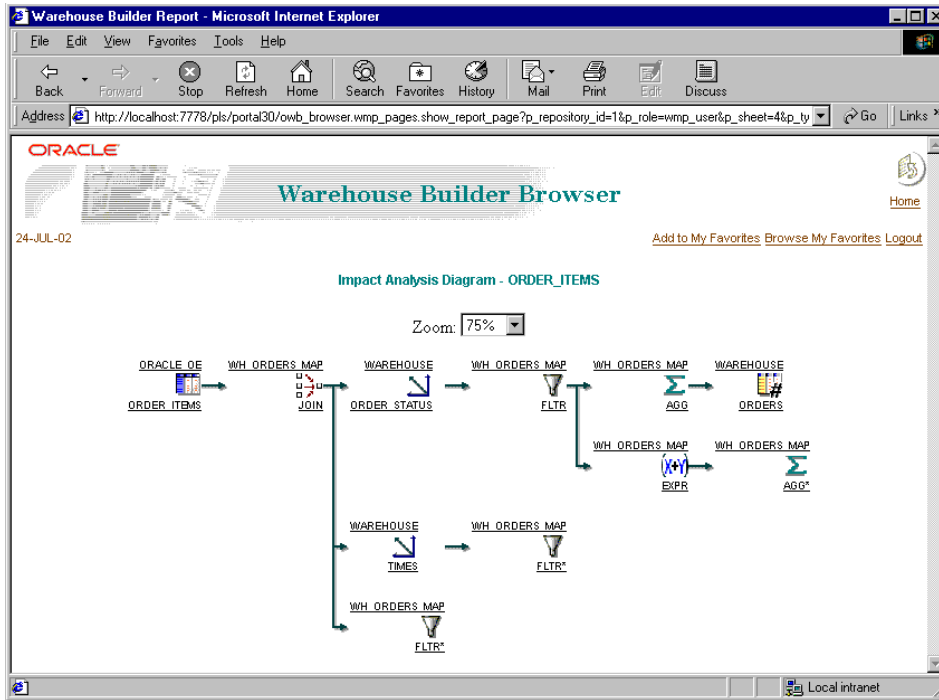 Warehouse Builder Report - Microsoft Internet Explorer
File Edit View Favorites Tools Help
Back Forward Stop Refresh Home Search Favorites History Mail Print Edit Discuss
Address http://localhost:7778/pls/portal30/owb_browser.wmp_pages.show_report_page?p_repository_id=1&p_role=wmp_user&p_sheet=4&p_ty Go Links
ORACLE
Warehouse Builder Browser
Home
24-JUL-02
Add to My Favorites Browse My Favorites Logout
Impact Analysis Diagram - ORDER_ITEMS
Zoom: 75%
ORACLE_OE WH_ORDERS_MAP WAREHOUSE WH_ORDERS_MAP WH_ORDERS_MAP WAREHOUSE
ORDER_ITEMS JOIN ORDER_STATUS FLTR AGG ORDERS
WH_ORDERS_MAP WH_ORDERS_MAP
(X+Y)
EXPR AGG*
WAREHOUSE WH_ORDERS_MAP
TIMES FLTR*
WH_ORDERS_MAP
FLTR*
Local intranet